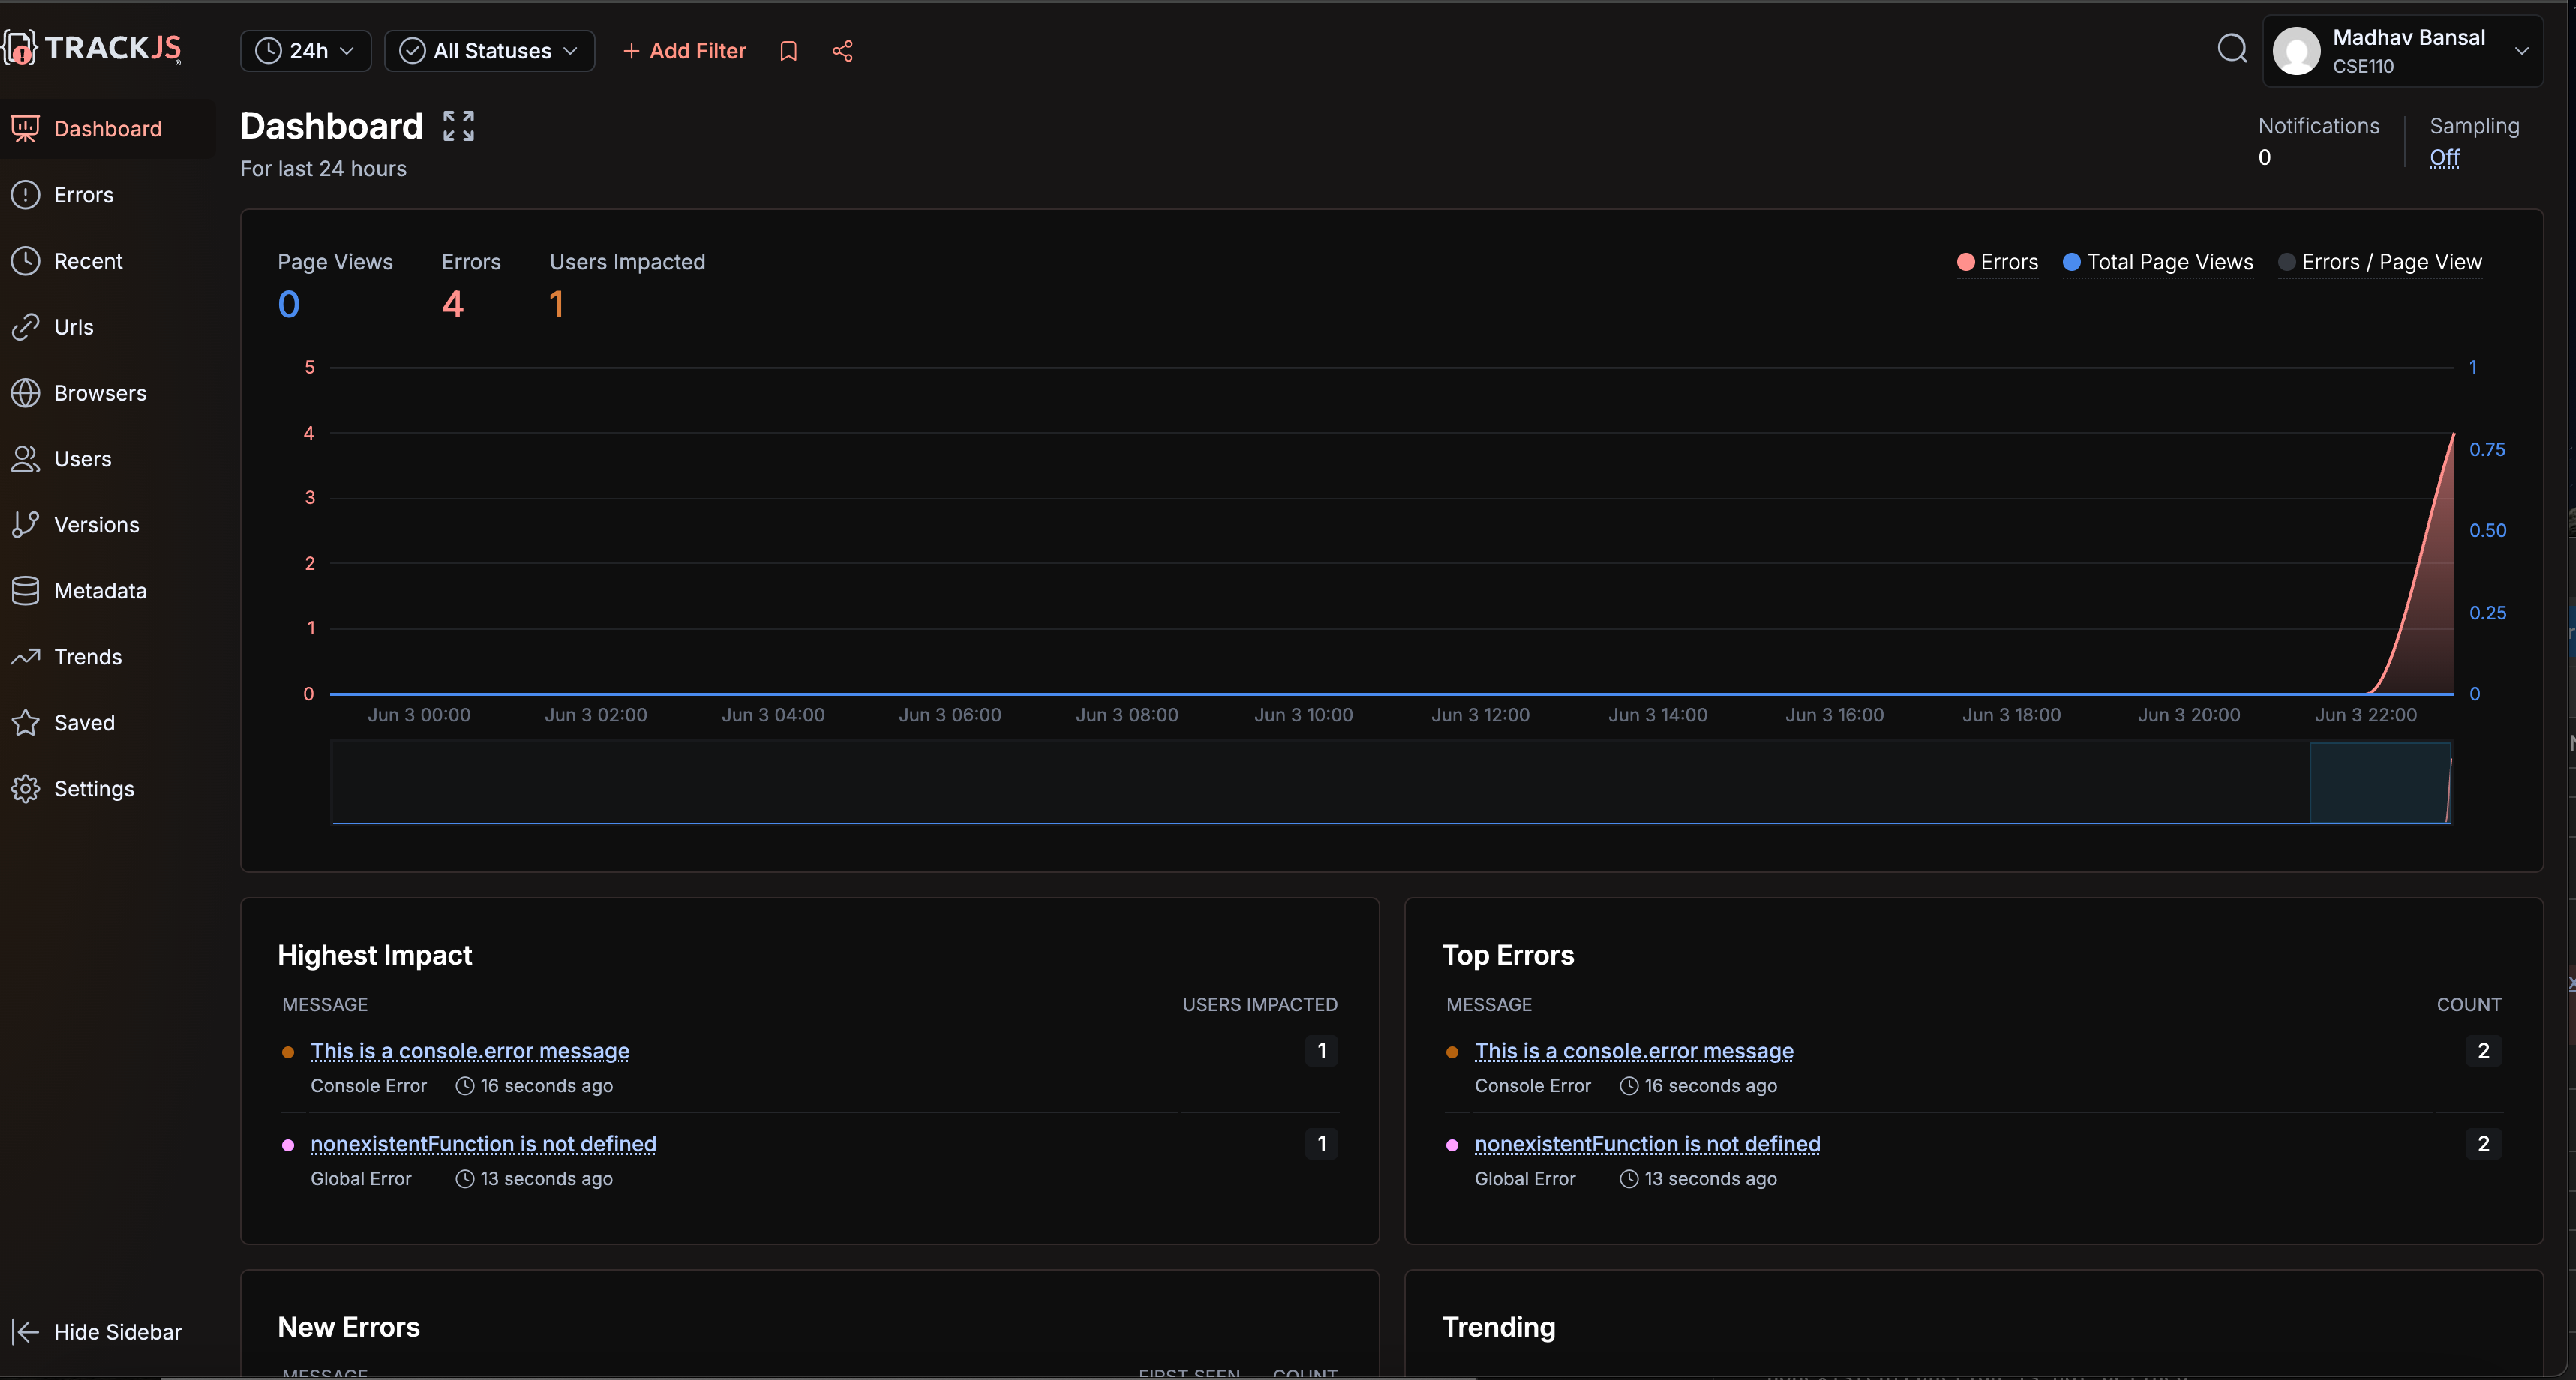 TRACKJS
24h
All Statuses
+ Add Filter
Madhav Bansal
CSE110
Dashboard
Errors
Recent
Urls
Browsers
Users
Versions
Metadata
Trends
Saved
Settings
Hide Sidebar
Dashboard
For last 24 hours
Notifications
0
Sampling
Off
Page Views
0
Errors
4
Users Impacted
1
Errors
Total Page Views
Errors / Page View
5
4
3
2
1
0
1
0.75
0.50
0.25
0
Jun 3 00:00
Jun 3 02:00
Jun 3 04:00
Jun 3 06:00
Jun 3 08:00
Jun 3 10:00
Jun 3 12:00
Jun 3 14:00
Jun 3 16:00
Jun 3 18:00
Jun 3 20:00
Jun 3 22:00
Highest Impact
MESSAGE USERS IMPACTED
This is a console.error message 1
Console Error 16 seconds ago
nonexistentFunction is not defined 1
Global Error 13 seconds ago
Top Errors
MESSAGE COUNT
This is a console.error message 2
Console Error 16 seconds ago
nonexistentFunction is not defined 2
Global Error 13 seconds ago
New Errors
MESSAGE FIRST SEEN COUNT
Trending